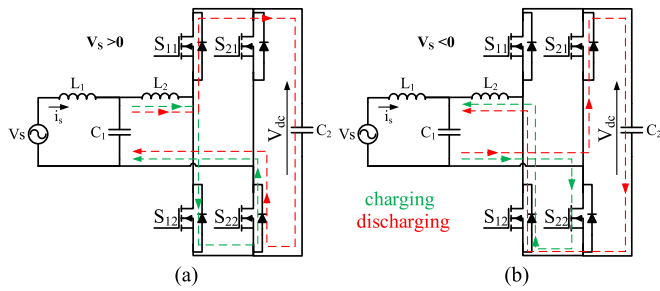 Vs >0
S11
S21
L1
L2
is
Vs
C1
Vdc
C2
S12
S22
(a)
Vs <0
S11
S21
L1
L2
is
Vs
C1
Vdc
C2
charging
discharging
S12
S22
(b)